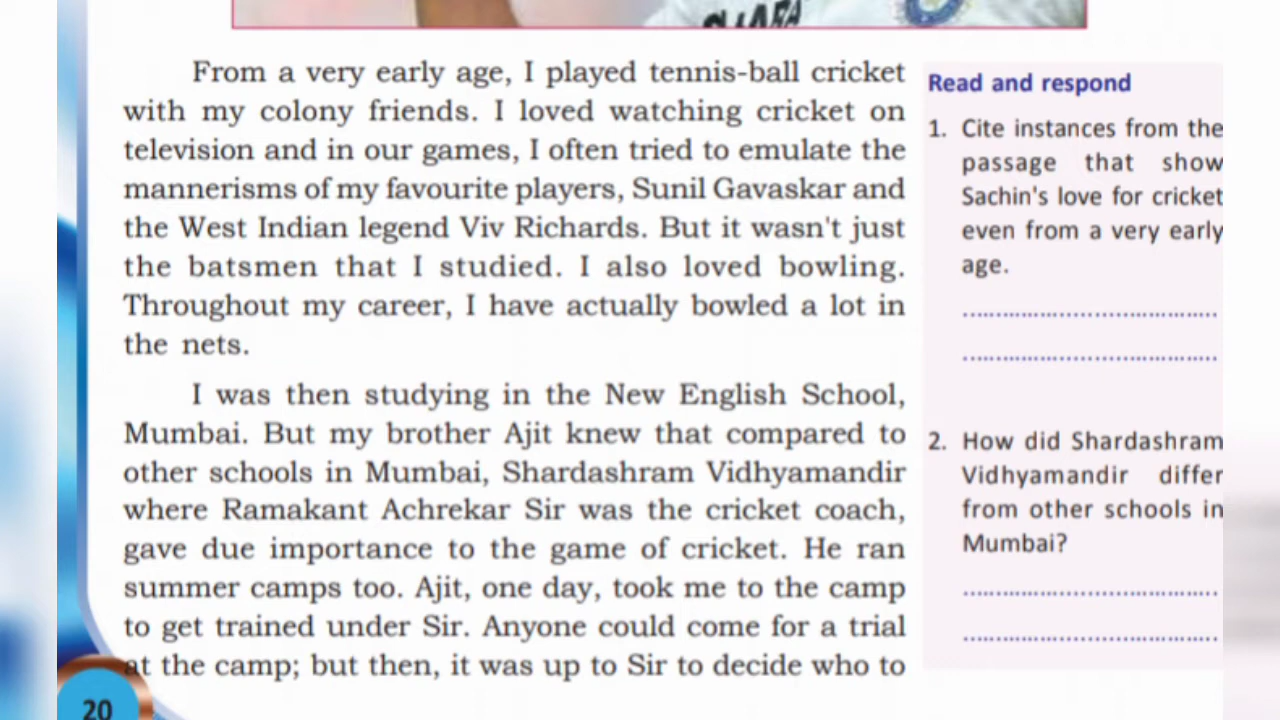 From a very early age, I played tennis-ball cricket
with my colony friends. I loved watching cricket on
television and in our games, I often tried to emulate the
mannerisms of my favourite players, Sunil Gavaskar and
the West Indian legend Viv Richards. But it wasn't just
the batsmen that I studied. I also loved bowling.
Throughout my career, I have actually bowled a lot in
the nets.
I was then studying in the New English School,
Mumbai. But my brother Ajit knew that compared to
other schools in Mumbai, Shardashram Vidhyamandir
where Ramakant Achrekar Sir was the cricket coach,
gave due importance to the game of cricket. He ran
summer camps too. Ajit, one day, took me to the camp
to get trained under Sir. Anyone could come for a trial
at the camp; but then, it was up to Sir to decide who to
Read and respond
1. Cite instances from the
passage that show
Sachin's love for cricket
even from a very early
age.
2. How did Shardashram
Vidhyamandir differ
from other schools in
Mumbai?
20